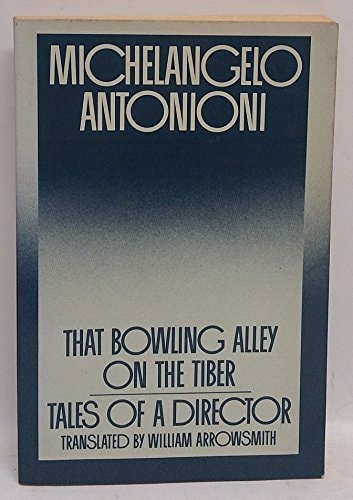 MICHELANGELO
ANTONIONI
THAT BOWLING ALLEY
ON THE TIBER
TALES OF A DIRECTOR
TRANSLATED BY WILLIAM ARROWSMITH